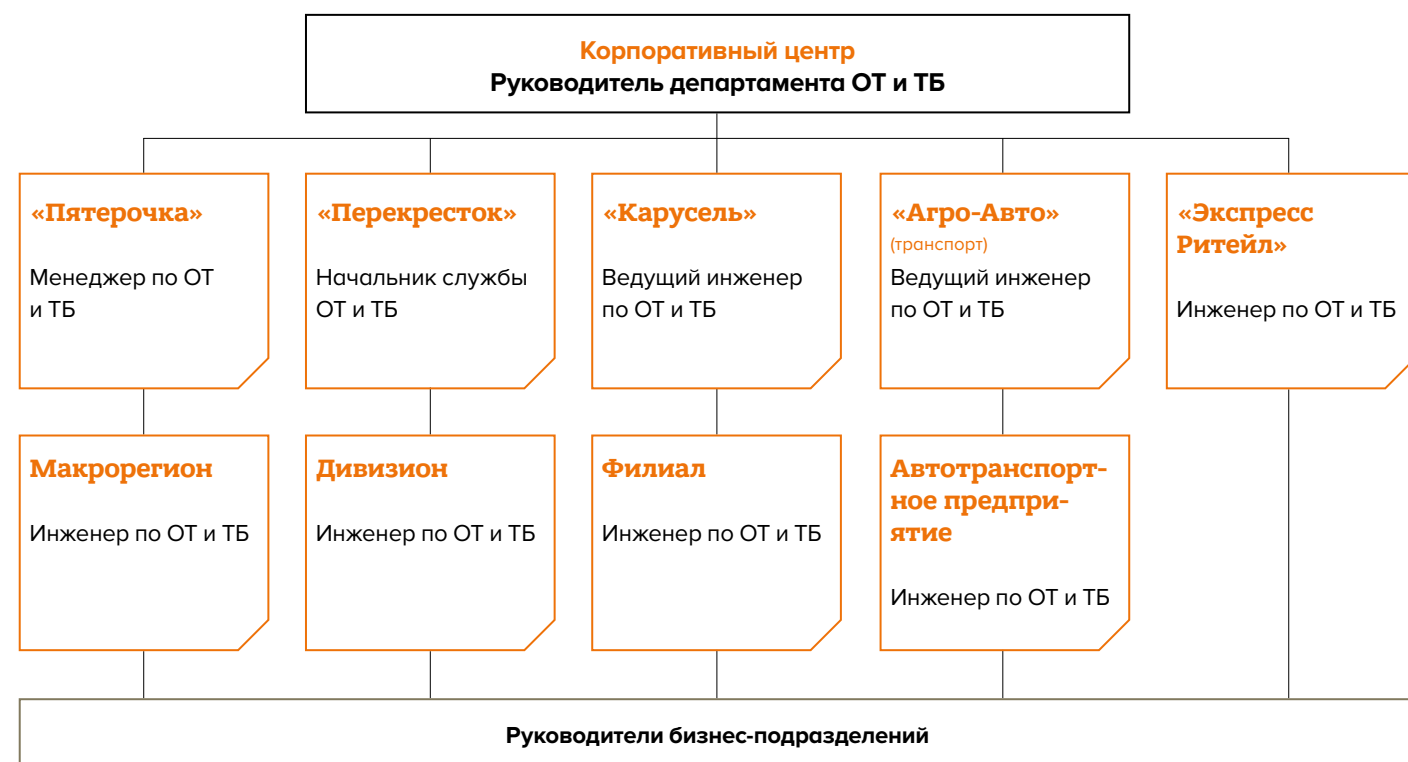 Корпоративный центр
Руководитель департамента ОТ и ТБ
«Пятерочка»
Менеджер по ОТ
и ТБ
«Перекресток»
Начальник службы
ОТ и ТБ
«Карусель»
Ведущий инженер
по ОТ и ТБ
«Агро-Авто»
(транспорт)
Ведущий инженер
по ОТ и ТБ
«Экспресс
Ритейл»
Инженер по ОТ и ТБ
Макрорегион
Инженер по ОТ и ТБ
Дивизион
Инженер по ОТ и ТБ
Филиал
Инженер по ОТ и ТБ
Автотранспорт-
ное предпри-
ятие
Инженер по ОТ и ТБ
Руководители бизнес-подразделений